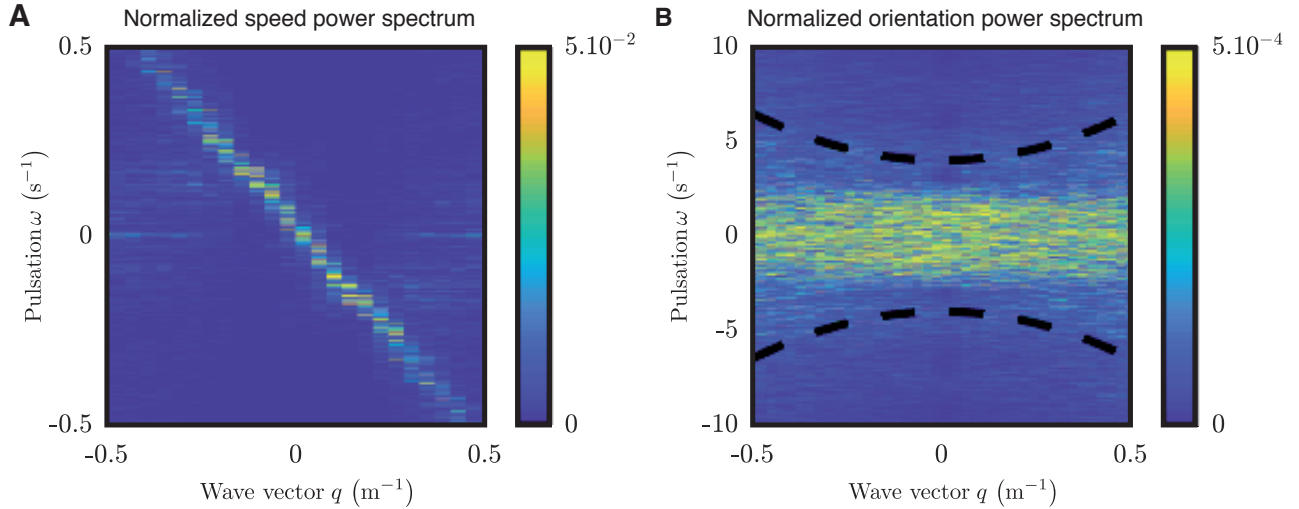 A
Normalized speed power spectrum
0.5
0
-0.5
Pulsation ω (s⁻¹)
-0.5
0
0.5
Wave vector q (m⁻¹)
5.10⁻²
0
B
Normalized orientation power spectrum
10
5
0
-5
-10
Pulsation ω (s⁻¹)
-0.5
0
0.5
Wave vector q (m⁻¹)
5.10⁻⁴
0